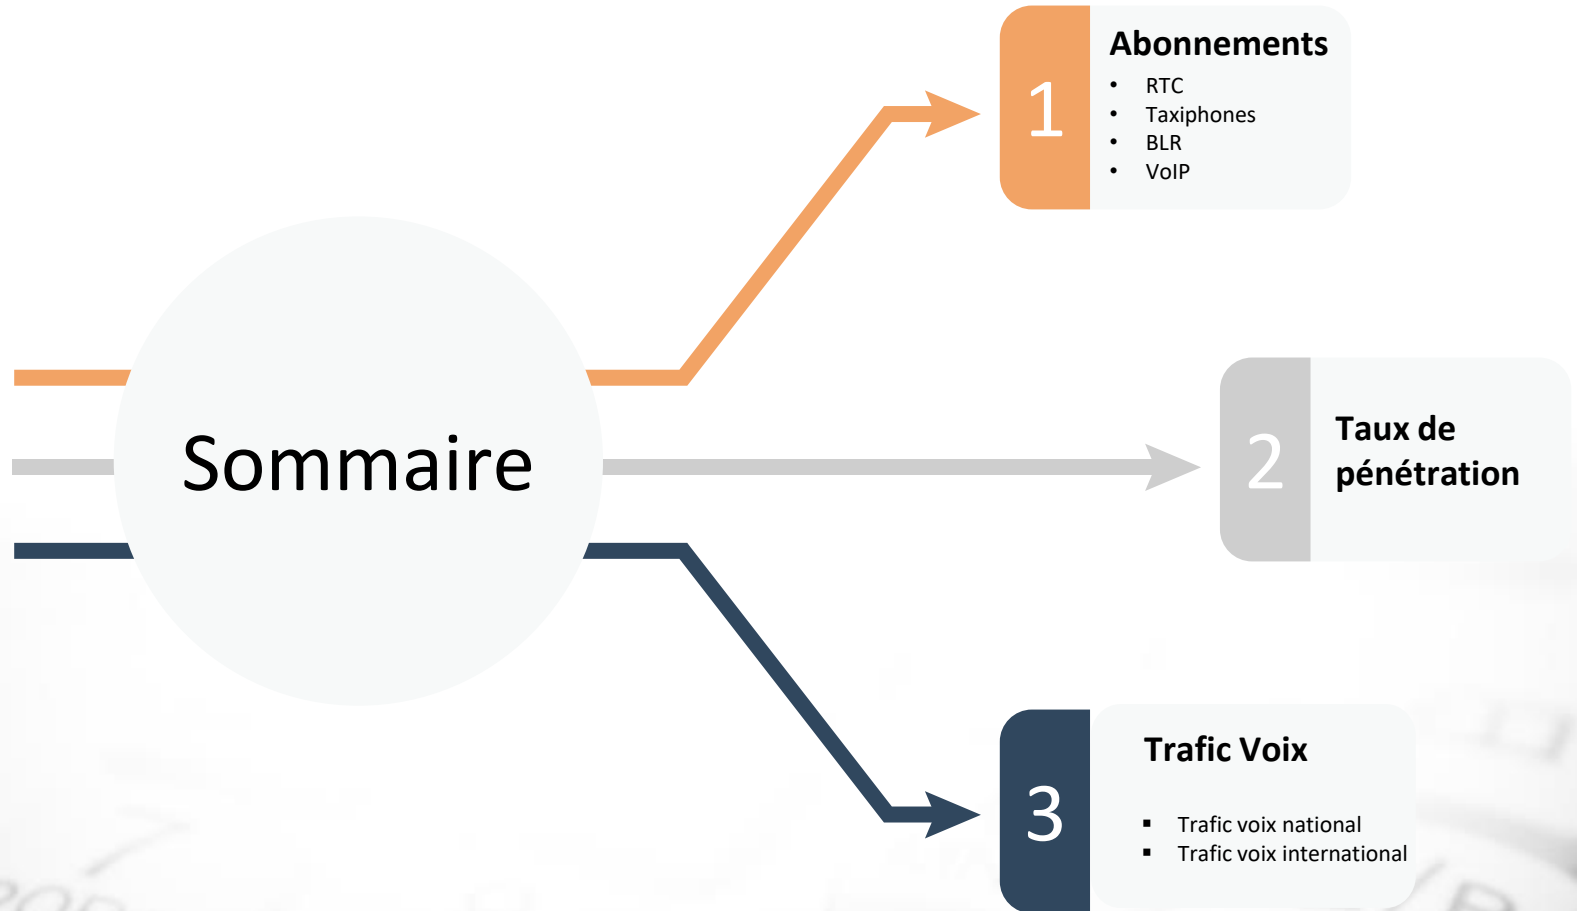 Sommaire
1
Abonnements
• RTC
• Taxiphones
• BLR
• VoIP
2
Taux de
pénétration
3
Trafic Voix
▪ Trafic voix national
▪ Trafic voix international